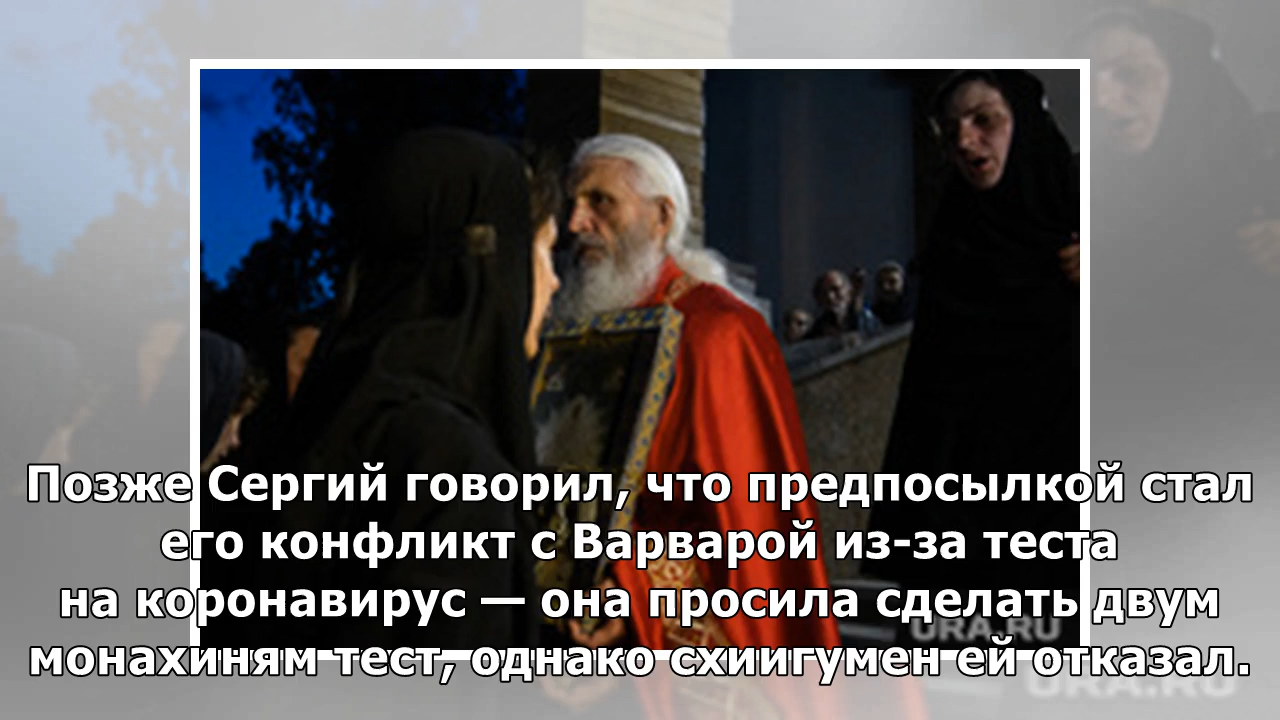 Позже Сергий говорил, что предпосылкой стал
его конфликт с Варварой из-за теста
на коронавирус — она просила сделать двум
монахиням тест, однако схиигумен ей отказал.
URA.RU
URA.RU